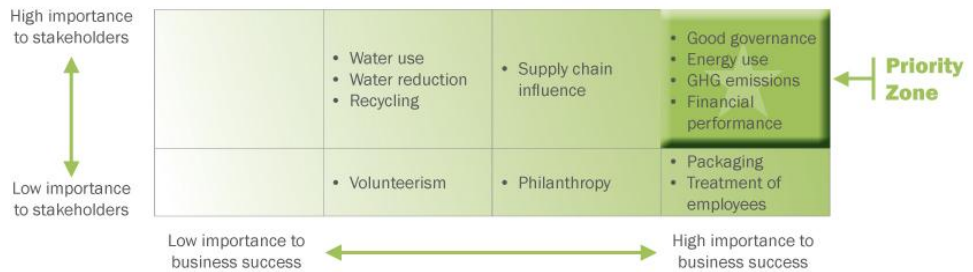 High importance
to stakeholders
Low importance
to stakeholders
• Water use
• Water reduction
• Recycling
• Supply chain
influence
• Good governance
• Energy use
• GHG emissions
• Financial
performance
Priority
Zone
• Volunteerism
• Philanthropy
• Packaging
• Treatment of
employees
Low importance to
business success
High importance to
business success